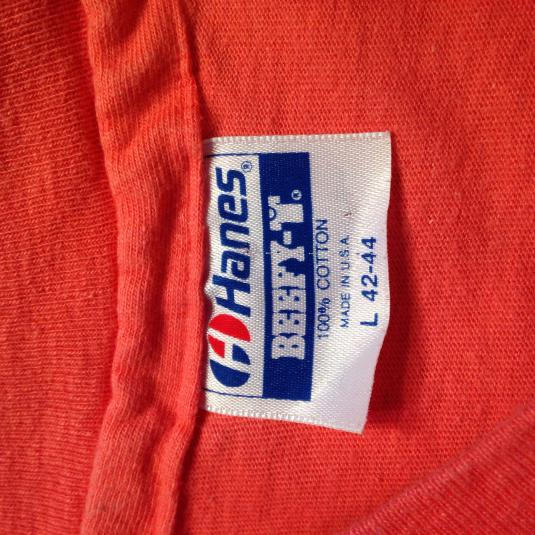 Hanes®
BEEFY-T®
100% COTTON
MADE IN U.S.A.
L 42-44